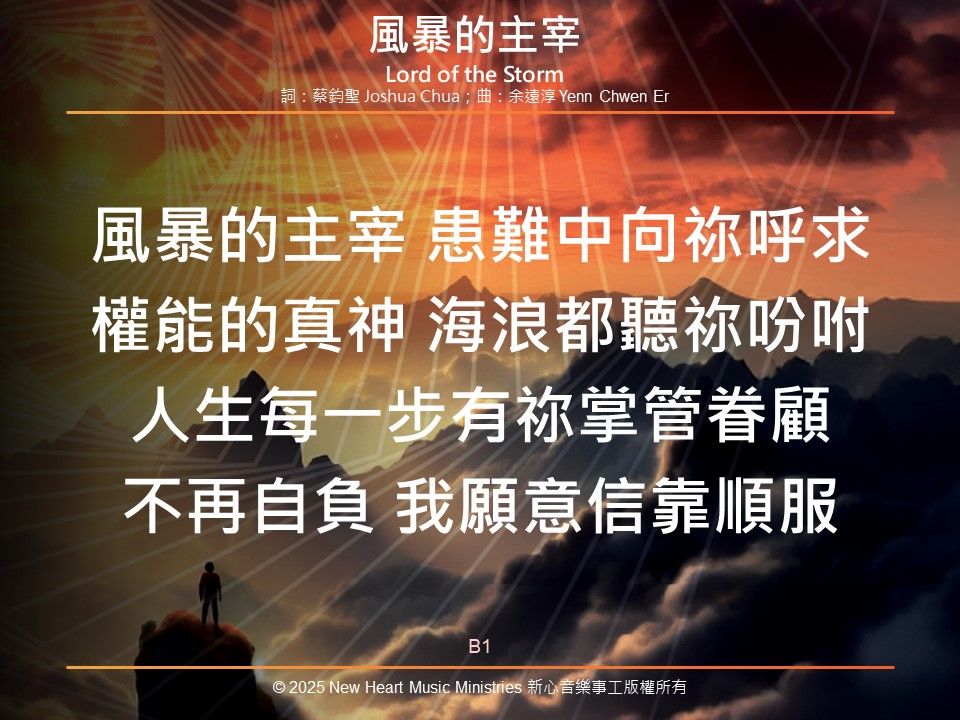 風暴的主宰
Lord of the Storm
詞：蔡鈞聖 Joshua Chua；曲：余遠淳 Yenn Chwen Er
風暴的主宰 患難中向祢呼求
權能的真神 海浪都聽祢吩咐
人生每一步有祢掌管眷顧
不再自負 我願意信靠順服
B1
© 2025 New Heart Music Ministries 新心音樂事工版權所有